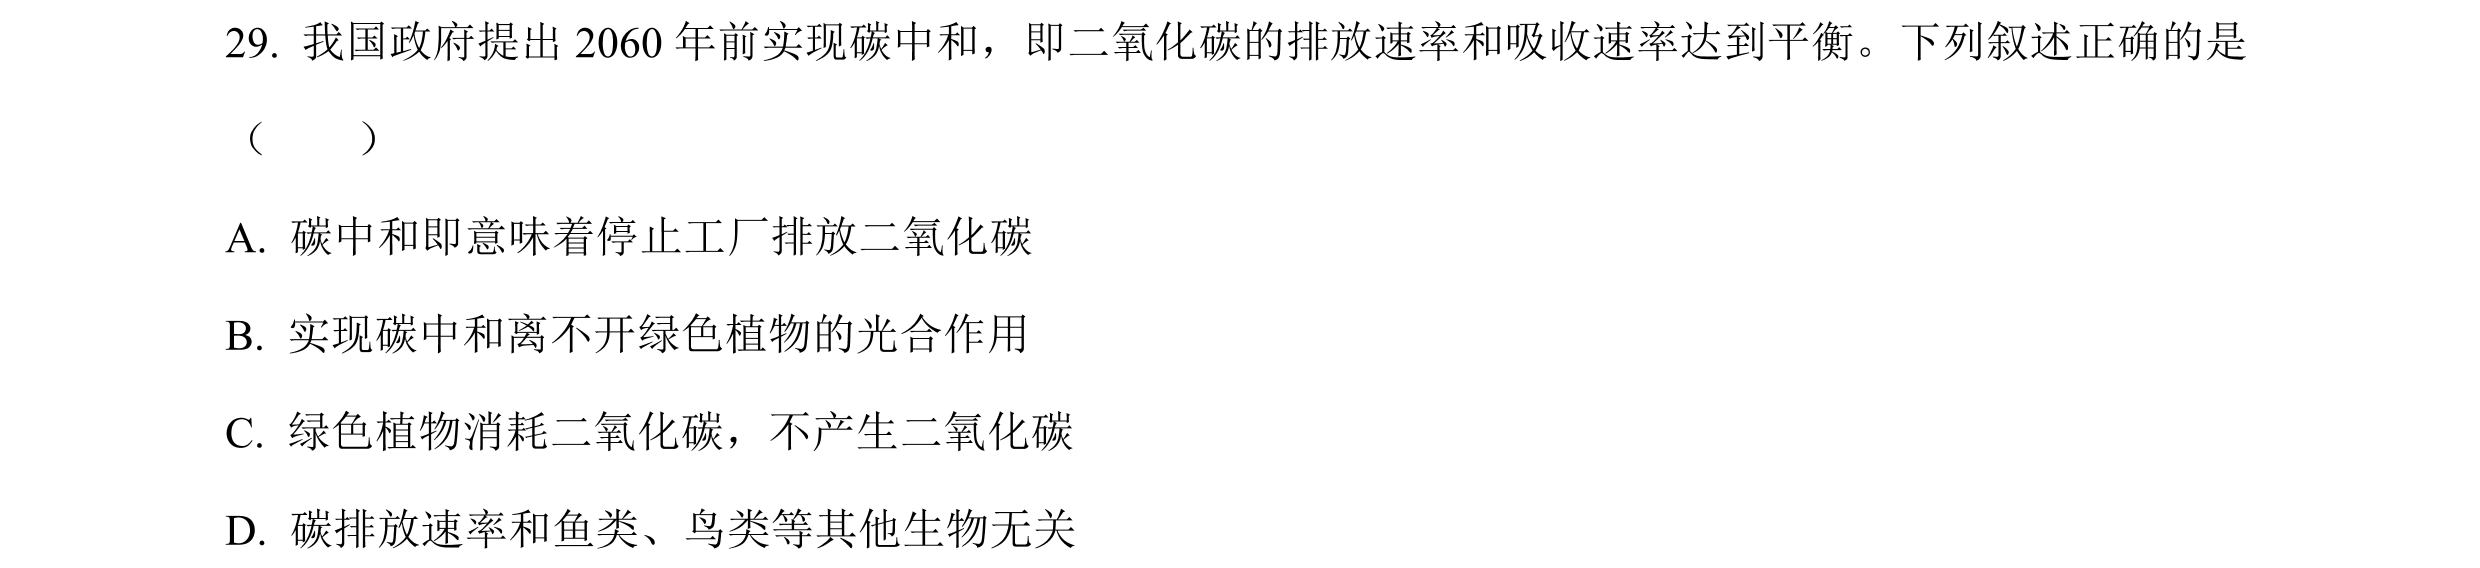 29. 我国政府提出 2060 年前实现碳中和，即二氧化碳的排放速率和吸收速率达到平衡。下列叙述正确的是
（　　）
A. 碳中和即意味着停止工厂排放二氧化碳
B. 实现碳中和离不开绿色植物的光合作用
C. 绿色植物消耗二氧化碳，不产生二氧化碳
D. 碳排放速率和鱼类、鸟类等其他生物无关